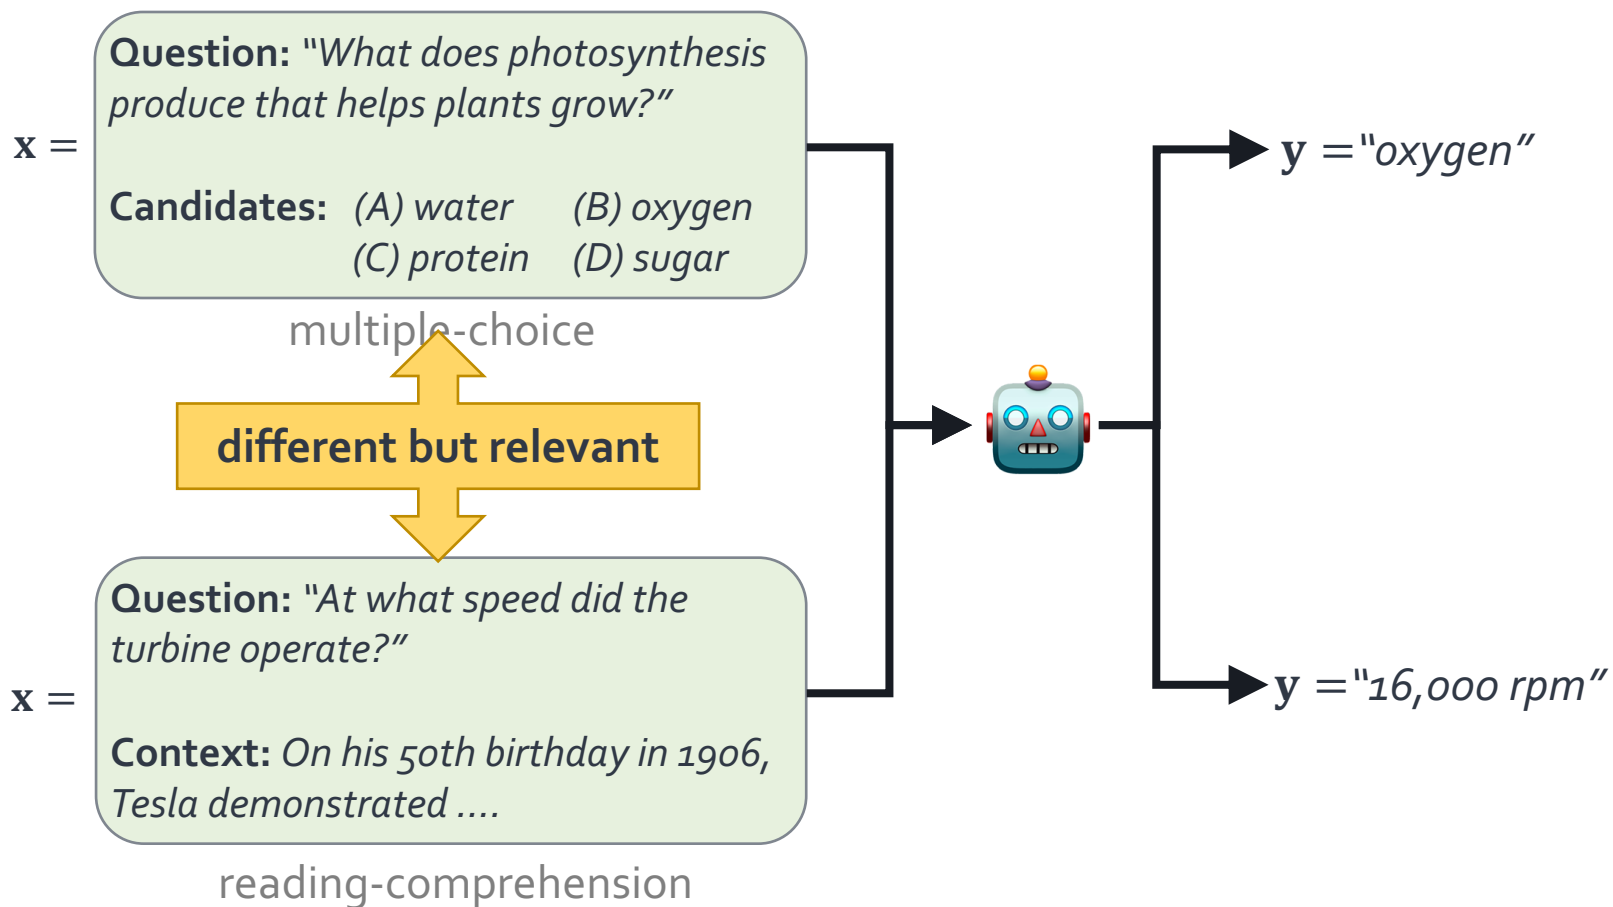 Question: “What does photosynthesis
produce that helps plants grow?”
x =
Candidates: (A) water (B) oxygen
(C) protein (D) sugar
multiple-choice
y =“oxygen”
different but relevant
Question: “At what speed did the
turbine operate?”
x =
Context: On his 50th birthday in 1906,
Tesla demonstrated ....
reading-comprehension
y =“16,000 rpm”